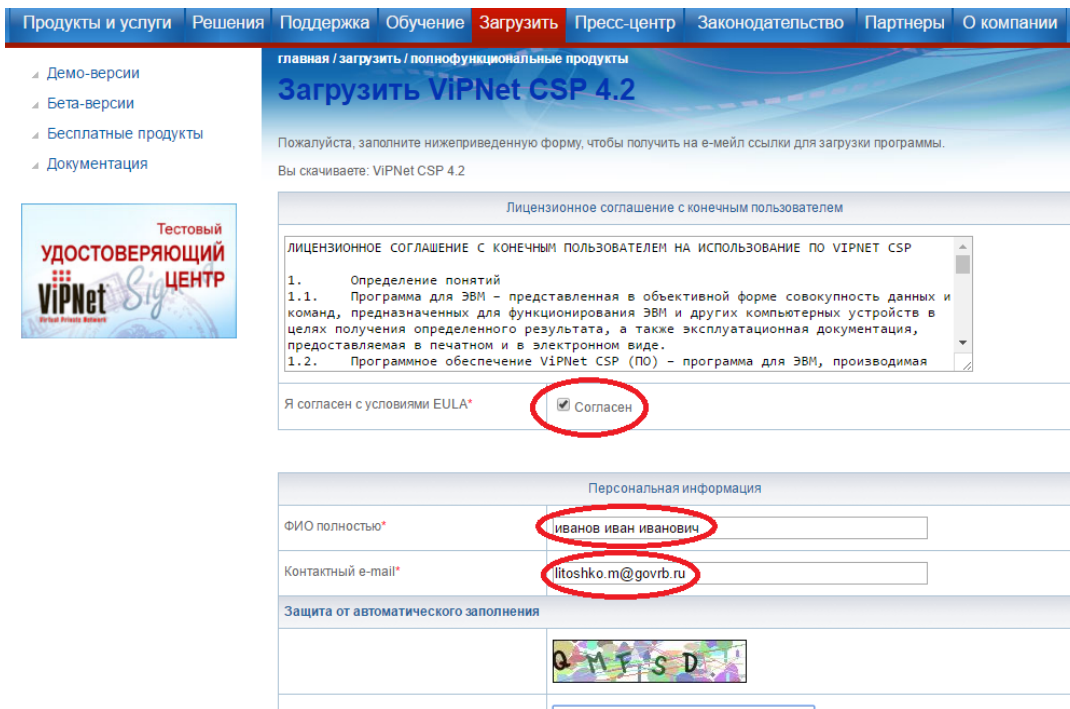 Продукты и услуги Решения Поддержка Обучение Загрузить Пресс-центр Законодательство Партнеры О компании
Демо-версии
Бета-версии
Бесплатные продукты
Документация
Тестовый
УДОСТОВЕРЯЮЩИЙ
ЦЕНТР
ViPNet
Virtual Private Network
главная / загрузить / полнофункциональные продукты
Загрузить ViPNet CSP 4.2
Пожалуйста, заполните нижеприведенную форму, чтобы получить на е-мейл ссылки для загрузки программы.
Вы скачиваете: ViPNet CSP 4.2
Лицензионное соглашение с конечным пользователем
ЛИЦЕНЗИОННОЕ СОГЛАШЕНИЕ С КОНЕЧНЫМ ПОЛЬЗОВАТЕЛЕМ НА ИСПОЛЬЗОВАНИЕ ПО VIPNET CSP
1. Определение понятий
1.1. Программа для ЭВМ – представленная в объективной форме совокупность данных и
команд, предназначенных для функционирования ЭВМ и других компьютерных устройств в
целях получения определенного результата, а также эксплуатационная документация,
предоставляемая в печатном и в электронном виде.
1.2. Программное обеспечение ViPNet CSP (ПО) – программа для ЭВМ, производимая
Я согласен с условиями EULA*
Согласен
Персональная информация
ФИО полностью*
иванов иван иванович
Контактный e-mail*
litoshko.m@govrb.ru
Защита от автоматического заполнения
QMFSD